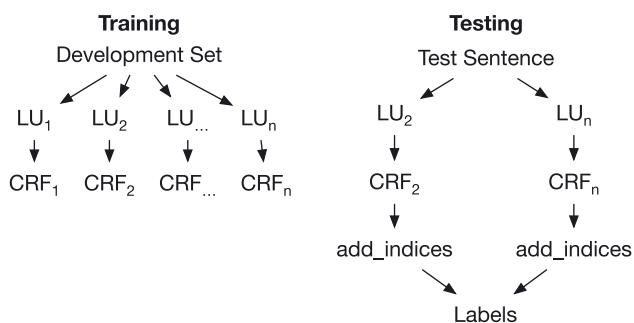 Training
Development Set
LU1 LU2 LU... LUn
CRF1 CRF2 CRF... CRFn
Testing
Test Sentence
LU2 LUn
CRF2 CRFn
add_indices add_indices
Labels